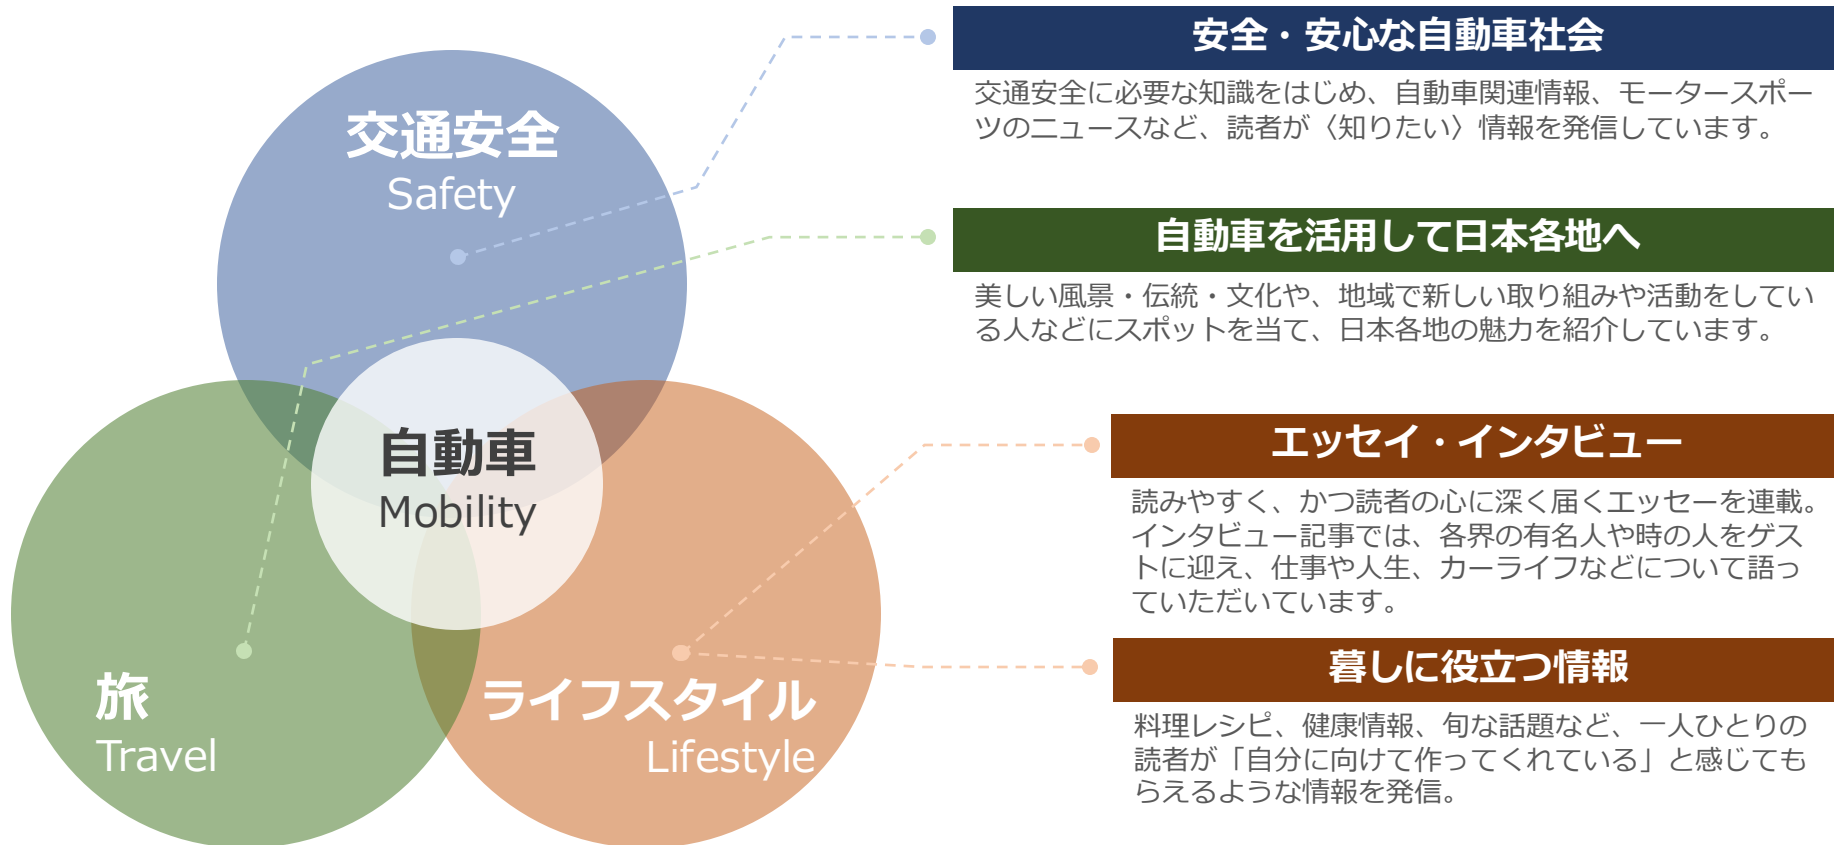 交通安全
Safety
自動車
Mobility
旅
Travel
ライフスタイル
Lifestyle
安全・安心な自動車社会
交通安全に必要な知識をはじめ、自動車関連情報、モータースポー
ツのニュースなど、読者が〈知りたい〉情報を発信しています。
自動車を活用して日本各地へ
美しい風景・伝統・文化や、地域で新しい取り組みや活動をしてい
る人などにスポットを当て、日本各地の魅力を紹介しています。
エッセイ・インタビュー
読みやすく、かつ読者の心に深く届くエッセーを連載。
インタビュー記事では、各界の有名人や時の人をゲス
トに迎え、仕事や人生、カーライフなどについて語っ
ていただいています。
暮しに役立つ情報
料理レシピ、健康情報、旬な話題など、一人ひとりの
読者が「自分に向けて作ってくれている」と感じても
らえるような情報を発信。